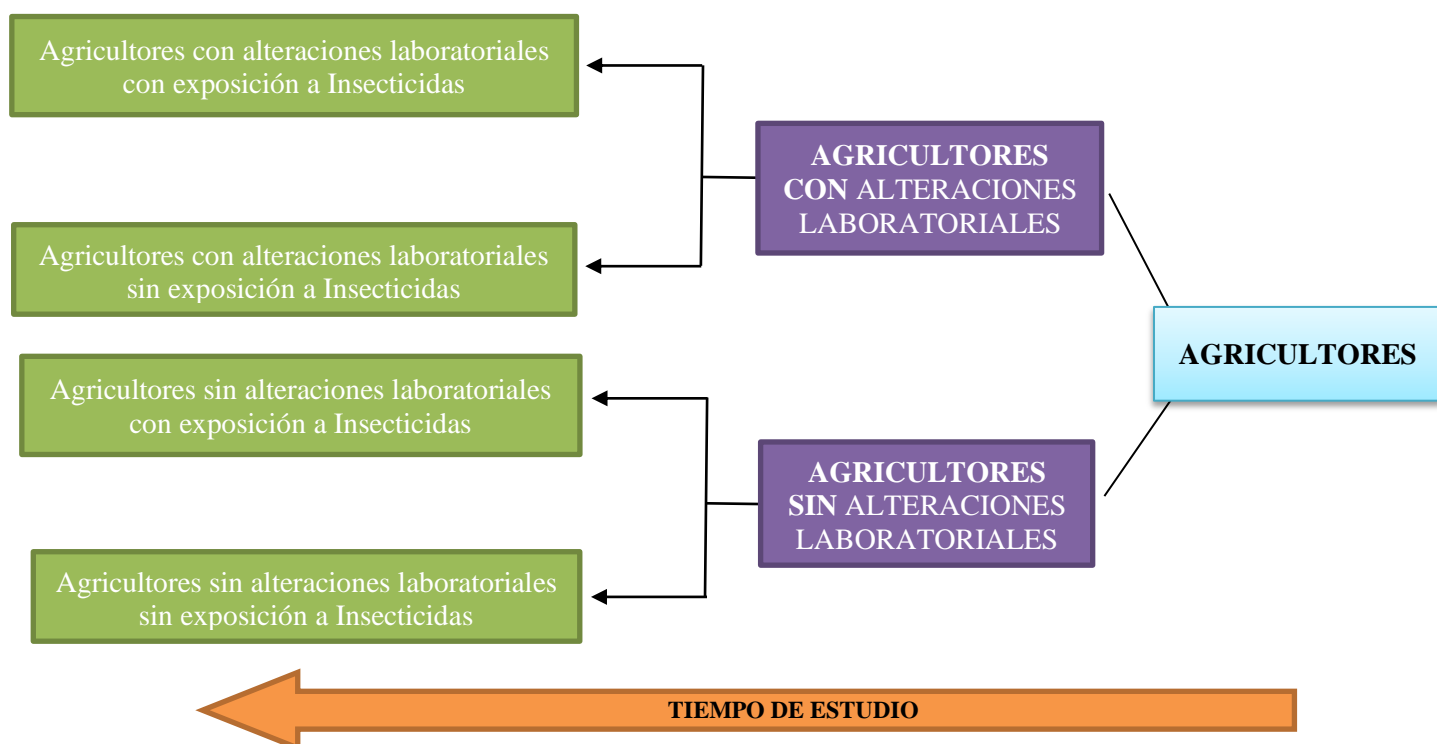 Agricultores con alteraciones laboratoriales
con exposición a Insecticidas
AGRICULTORES
CON ALTERACIONES
LABORATORIALES
Agricultores con alteraciones laboratoriales
sin exposición a Insecticidas
AGRICULTORES
Agricultores sin alteraciones laboratoriales
con exposición a Insecticidas
AGRICULTORES
SIN ALTERACIONES
LABORATORIALES
Agricultores sin alteraciones laboratoriales
sin exposición a Insecticidas
TIEMPO DE ESTUDIO